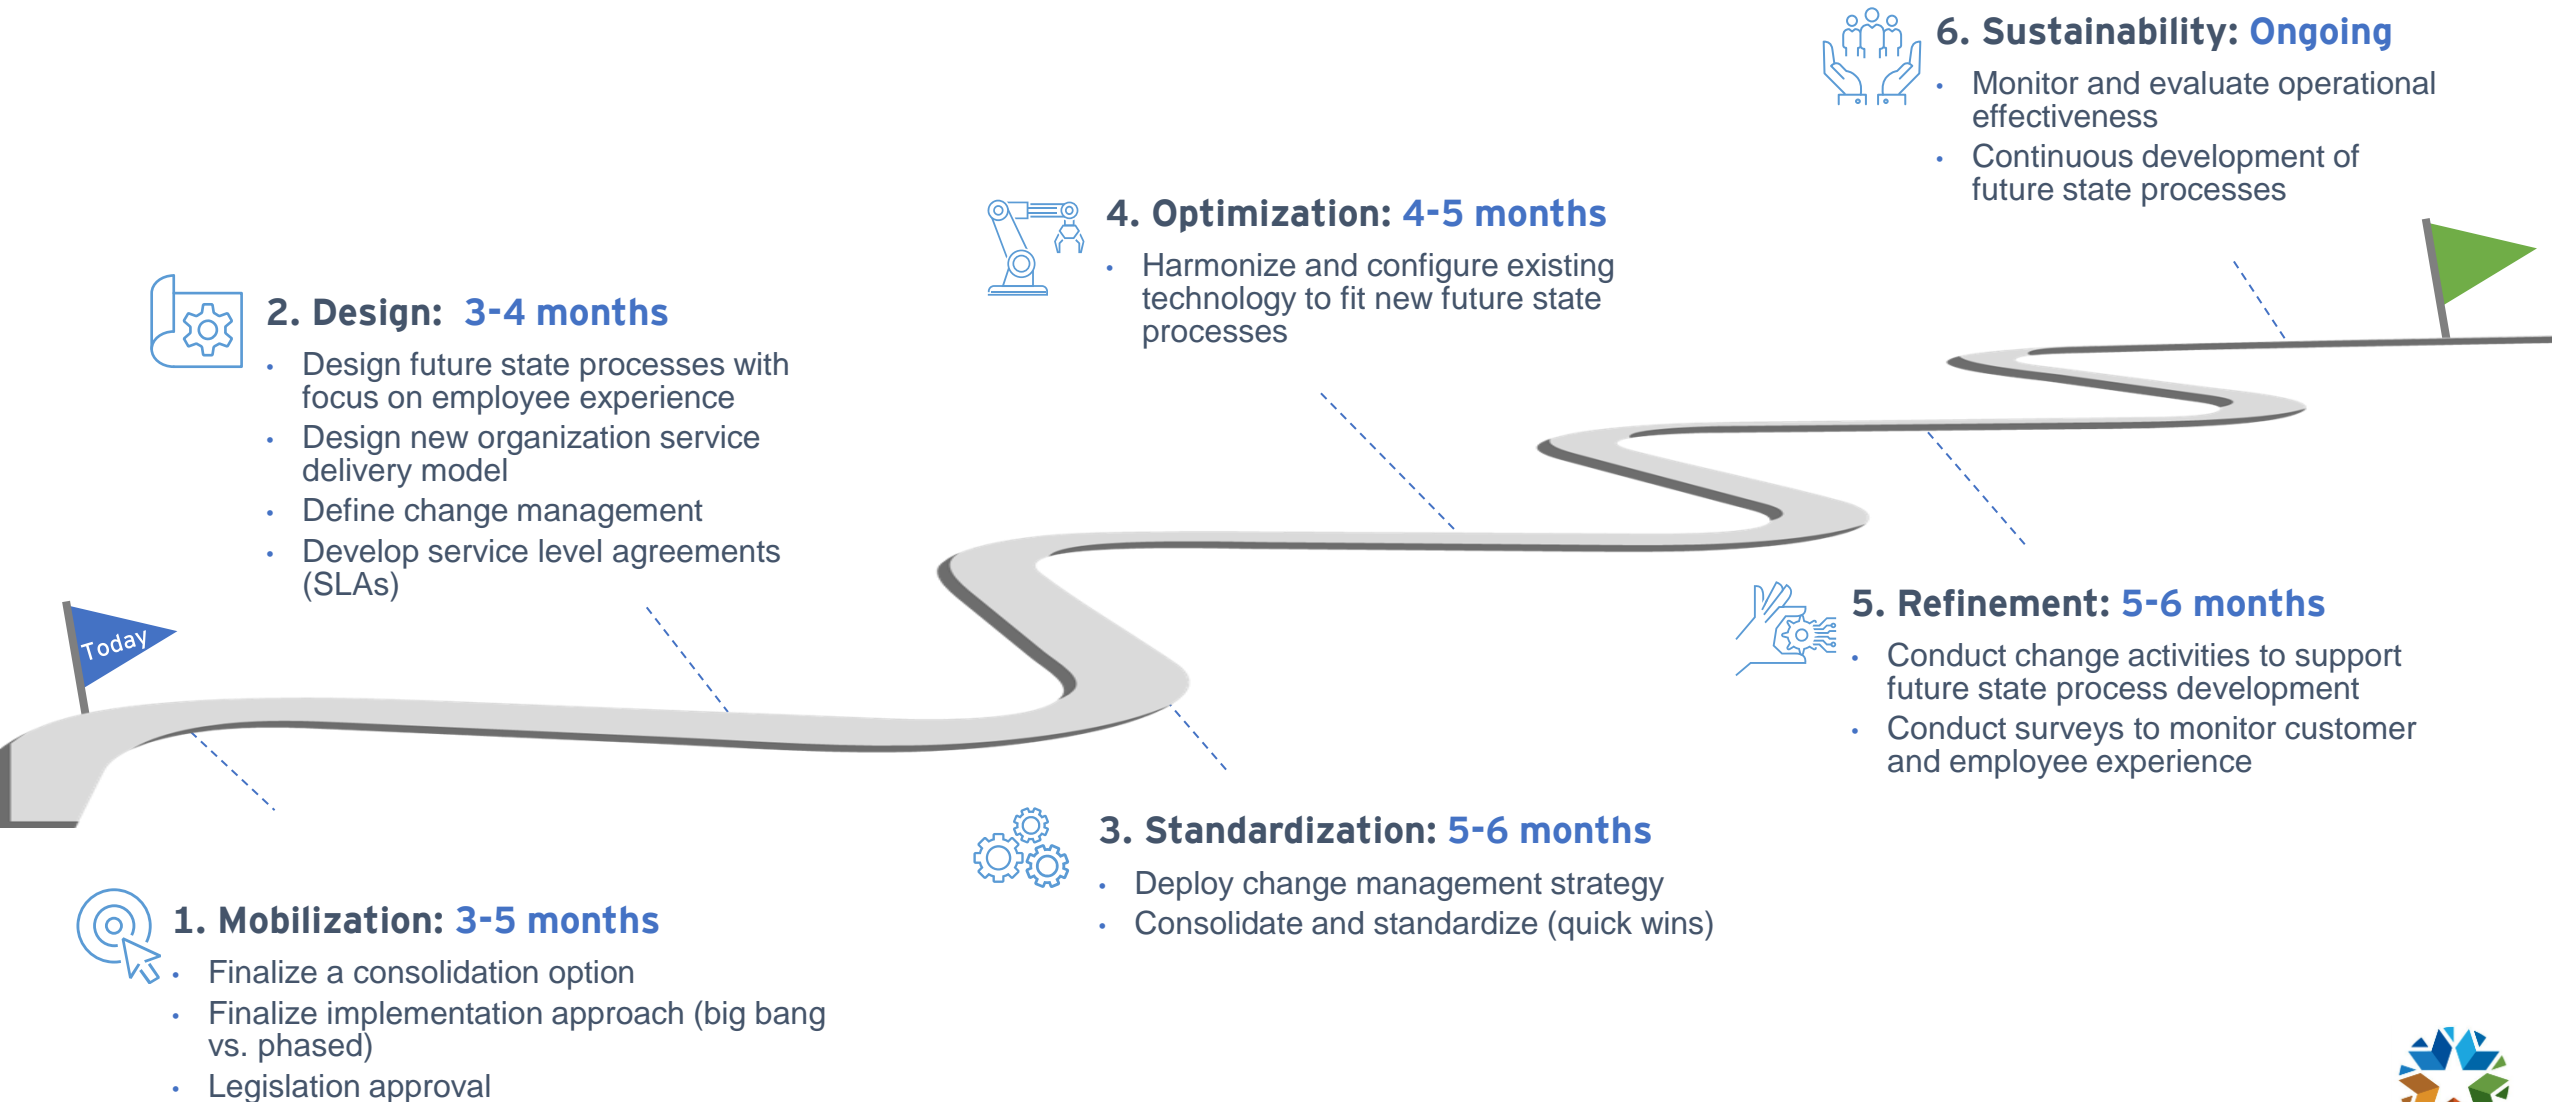 6. Sustainability: Ongoing
• Monitor and evaluate operational
effectiveness
• Continuous development of
future state processes
4. Optimization: 4-5 months
• Harmonize and configure existing
technology to fit new future state
processes
2. Design: 3-4 months
• Design future state processes with
focus on employee experience
• Design new organization service
delivery model
• Define change management
• Develop service level agreements
(SLAs)
Today
5. Refinement: 5-6 months
• Conduct change activities to support
future state process development
• Conduct surveys to monitor customer
and employee experience
3. Standardization: 5-6 months
• Deploy change management strategy
• Consolidate and standardize (quick wins)
1. Mobilization: 3-5 months
• Finalize a consolidation option
• Finalize implementation approach (big bang
vs. phased)
• Legislation approval